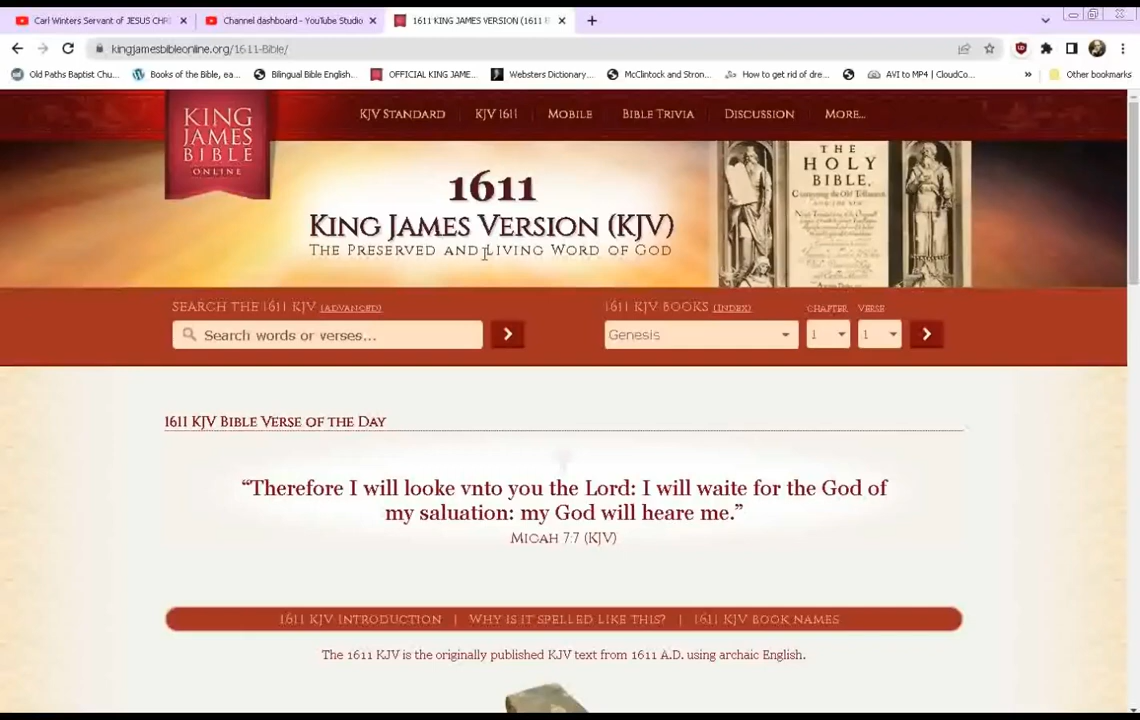 Carl Winters Servant of JESUS CHRI
Channel dashboard - YouTube Studio
1611 KING JAMES VERSION (1611 B
kingjamesbibleonline.org/1611-Bible/
Old Paths Baptist Chu...
Books of the Bible, ea...
Bilingual Bible English...
OFFICIAL KING JAME...
Websters Dictionary...
McClintock and Stron...
How to get rid of dre...
AVI to MP4 | CloudCo...
»
Other bookmarks
KING JAMES BIBLE ONLINE
KJV STANDARD
KJV 1611
MOBILE
BIBLE TRIVIA
DISCUSSION
MORE...
1611
KING JAMES VERSION (KJV)
THE PRESERVED AND LIVING WORD OF GOD
THE
HOLY
BIBLE,
SEARCH THE 1611 KJV (ADVANCED)
1611 KJV BOOKS (INDEX)
CHAPTER
VERSE
Search words or verses...
Genesis
1
1
1611 KJV BIBLE VERSE OF THE DAY
“Therefore I will looke vnto you the Lord: I will waite for the God of
my saluation: my God will heare me.”
MICAH 7:7 (KJV)
1611 KJV INTRODUCTION | WHY IS IT SPELLED LIKE THIS? | 1611 KJV BOOK NAMES
The 1611 KJV is the originally published KJV text from 1611 A.D. using archaic English.